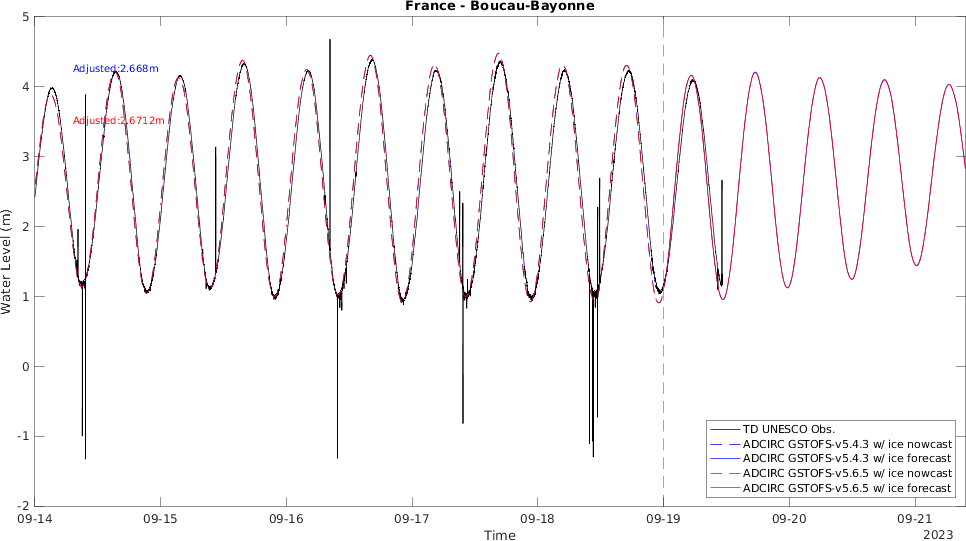 France - Boucau-Bayonne
5
4
3
2
1
0
-1
-2
Water Level (m)
Adjusted:2.668m
Adjusted:2.6712m
TD UNESCO Obs.
ADCIRC GSTOFS-v5.4.3 w/ ice nowcast
ADCIRC GSTOFS-v5.4.3 w/ ice forecast
ADCIRC GSTOFS-v5.6.5 w/ ice nowcast
ADCIRC GSTOFS-v5.6.5 w/ ice forecast
09-14 09-15 09-16 09-17 09-18 09-19 09-20 09-21
Time
2023